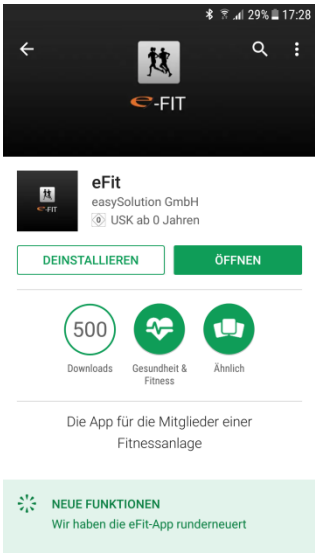 29% 17:28
e-FIT
e-FIT
eFit
easySolution GmbH
0 USK ab 0 Jahren
DEINSTALLIEREN
ÖFFNEN
500
Downloads
Gesundheit &
Fitness
Ähnlich
Die App für die Mitglieder einer
Fitnessanlage
NEUE FUNKTIONEN
Wir haben die eFit-App runderneuert